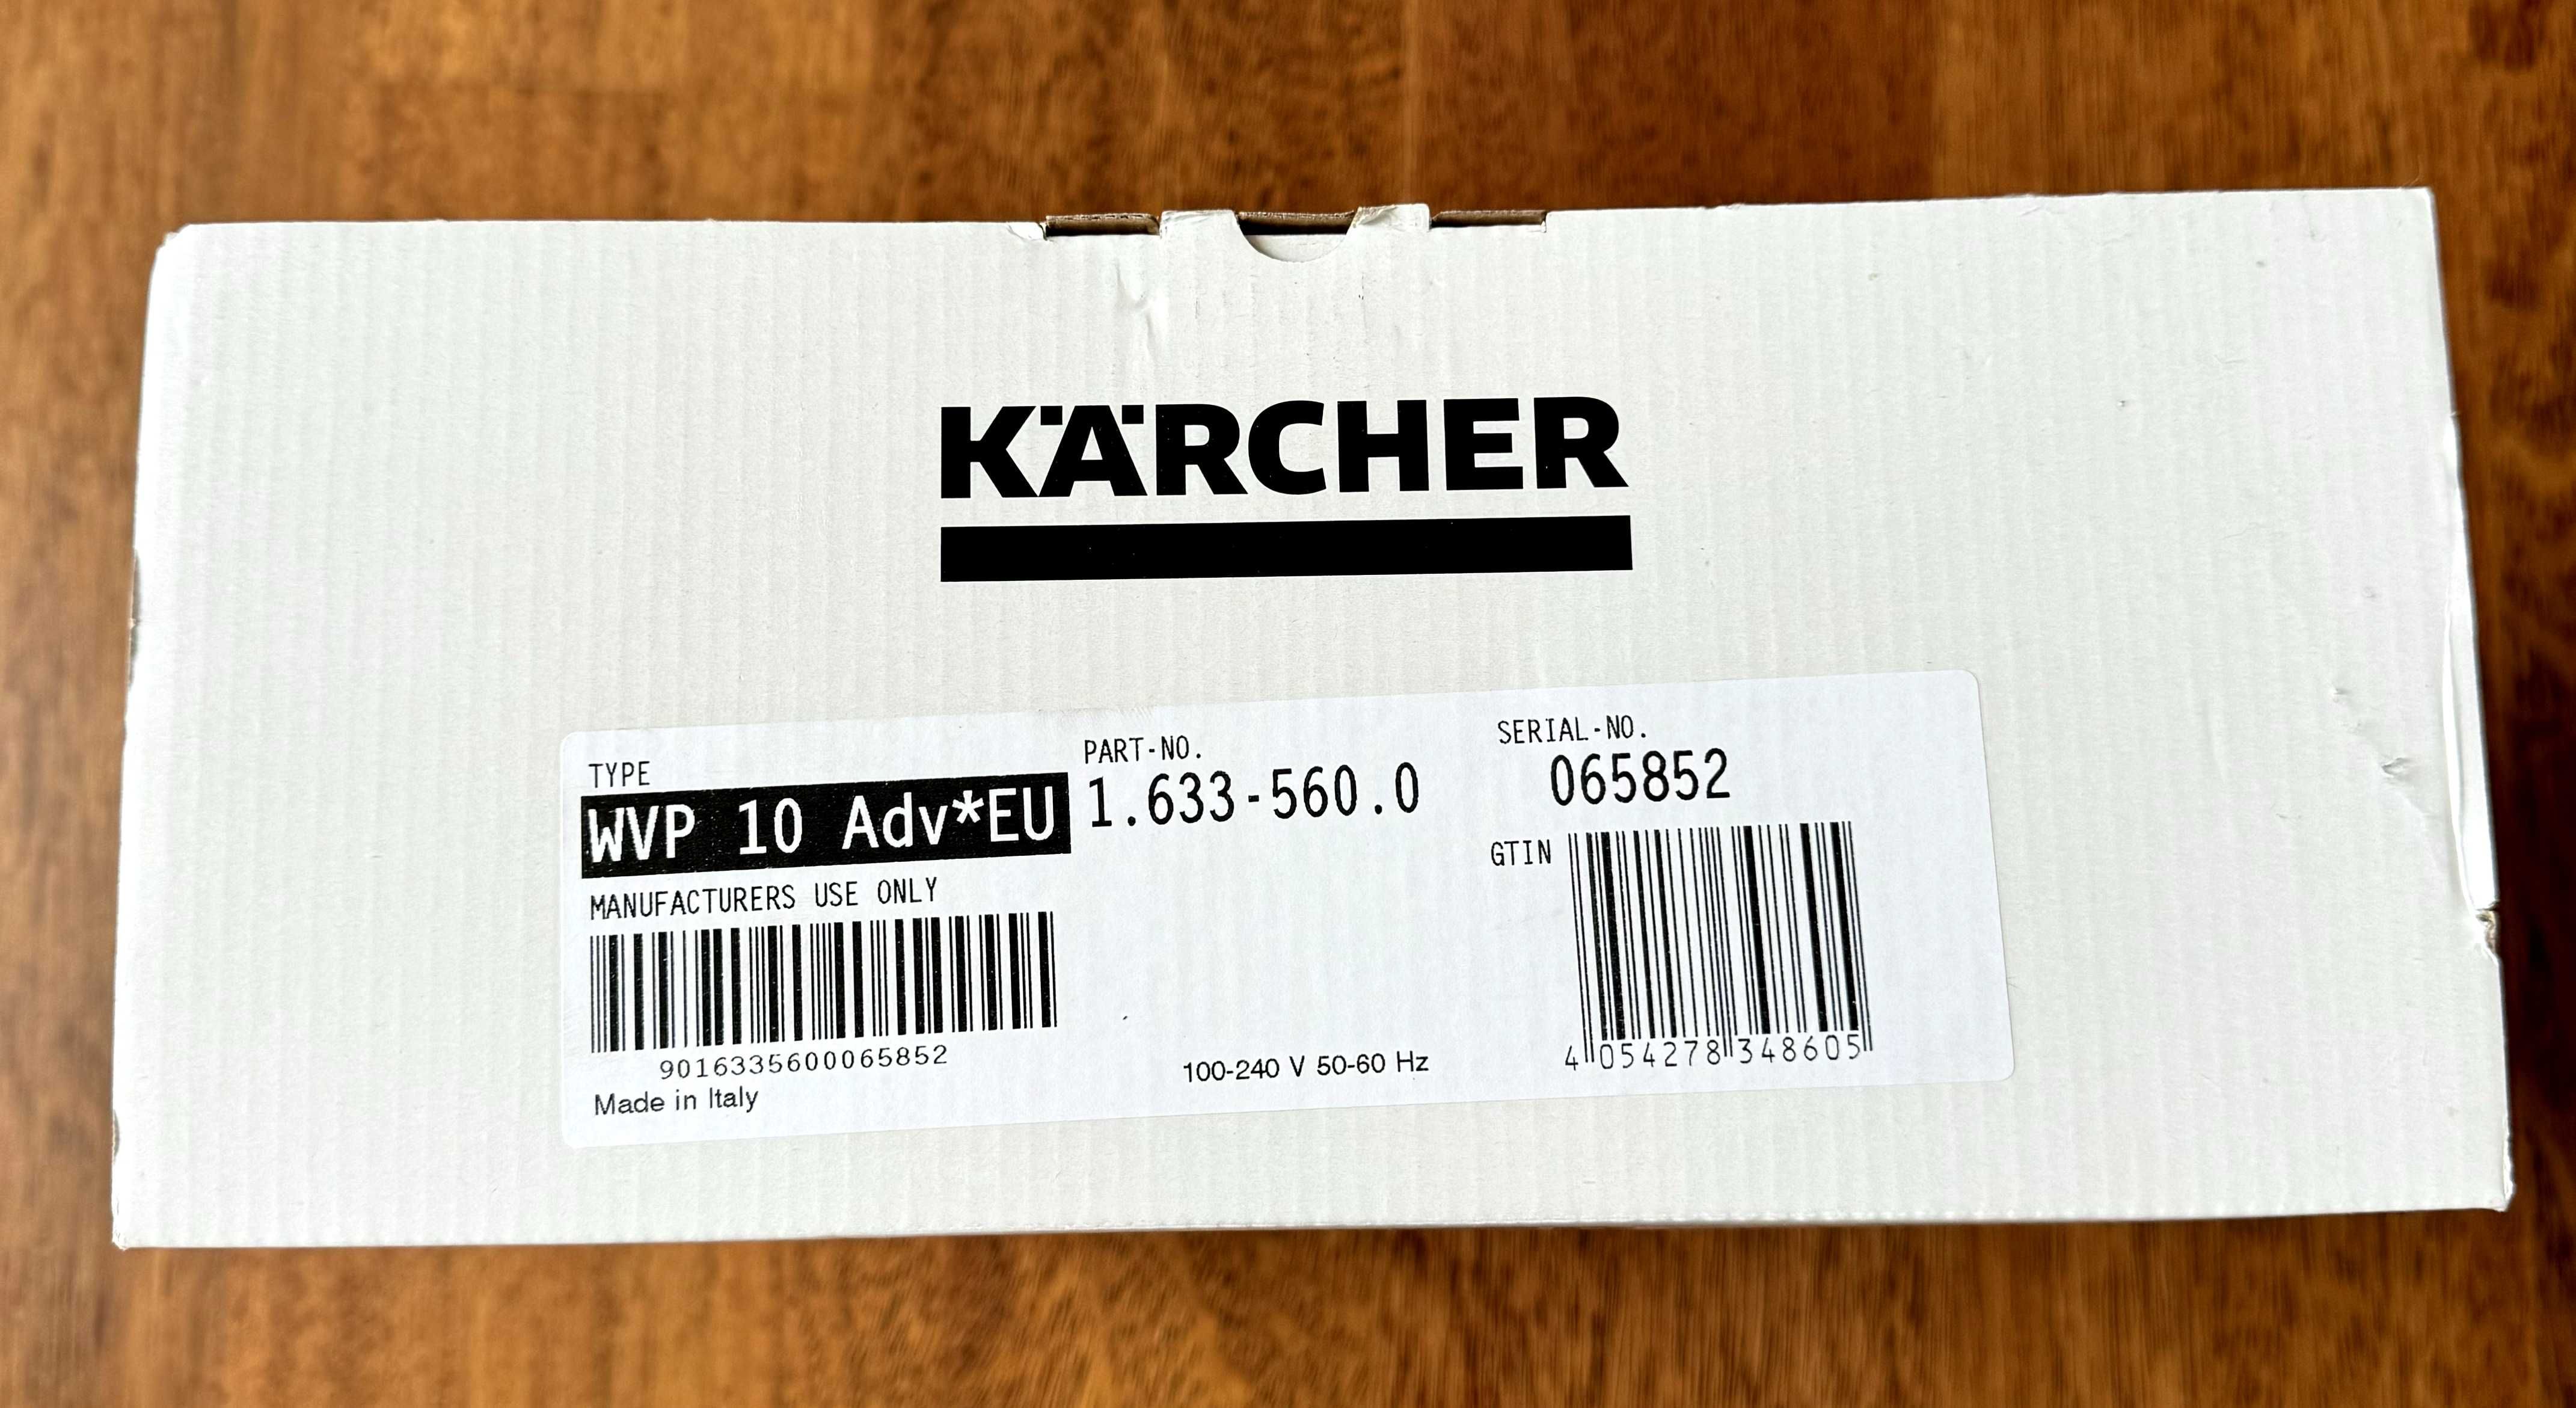 KÄRCHER
TYPE
WVP 10 Adv*EU
PART-NO.
1.633-560.0
SERIAL-NO.
065852
MANUFACTURERS USE ONLY
9016335600065852
Made in Italy
100-240 V 50-60 Hz
GTIN
4 054278 348605